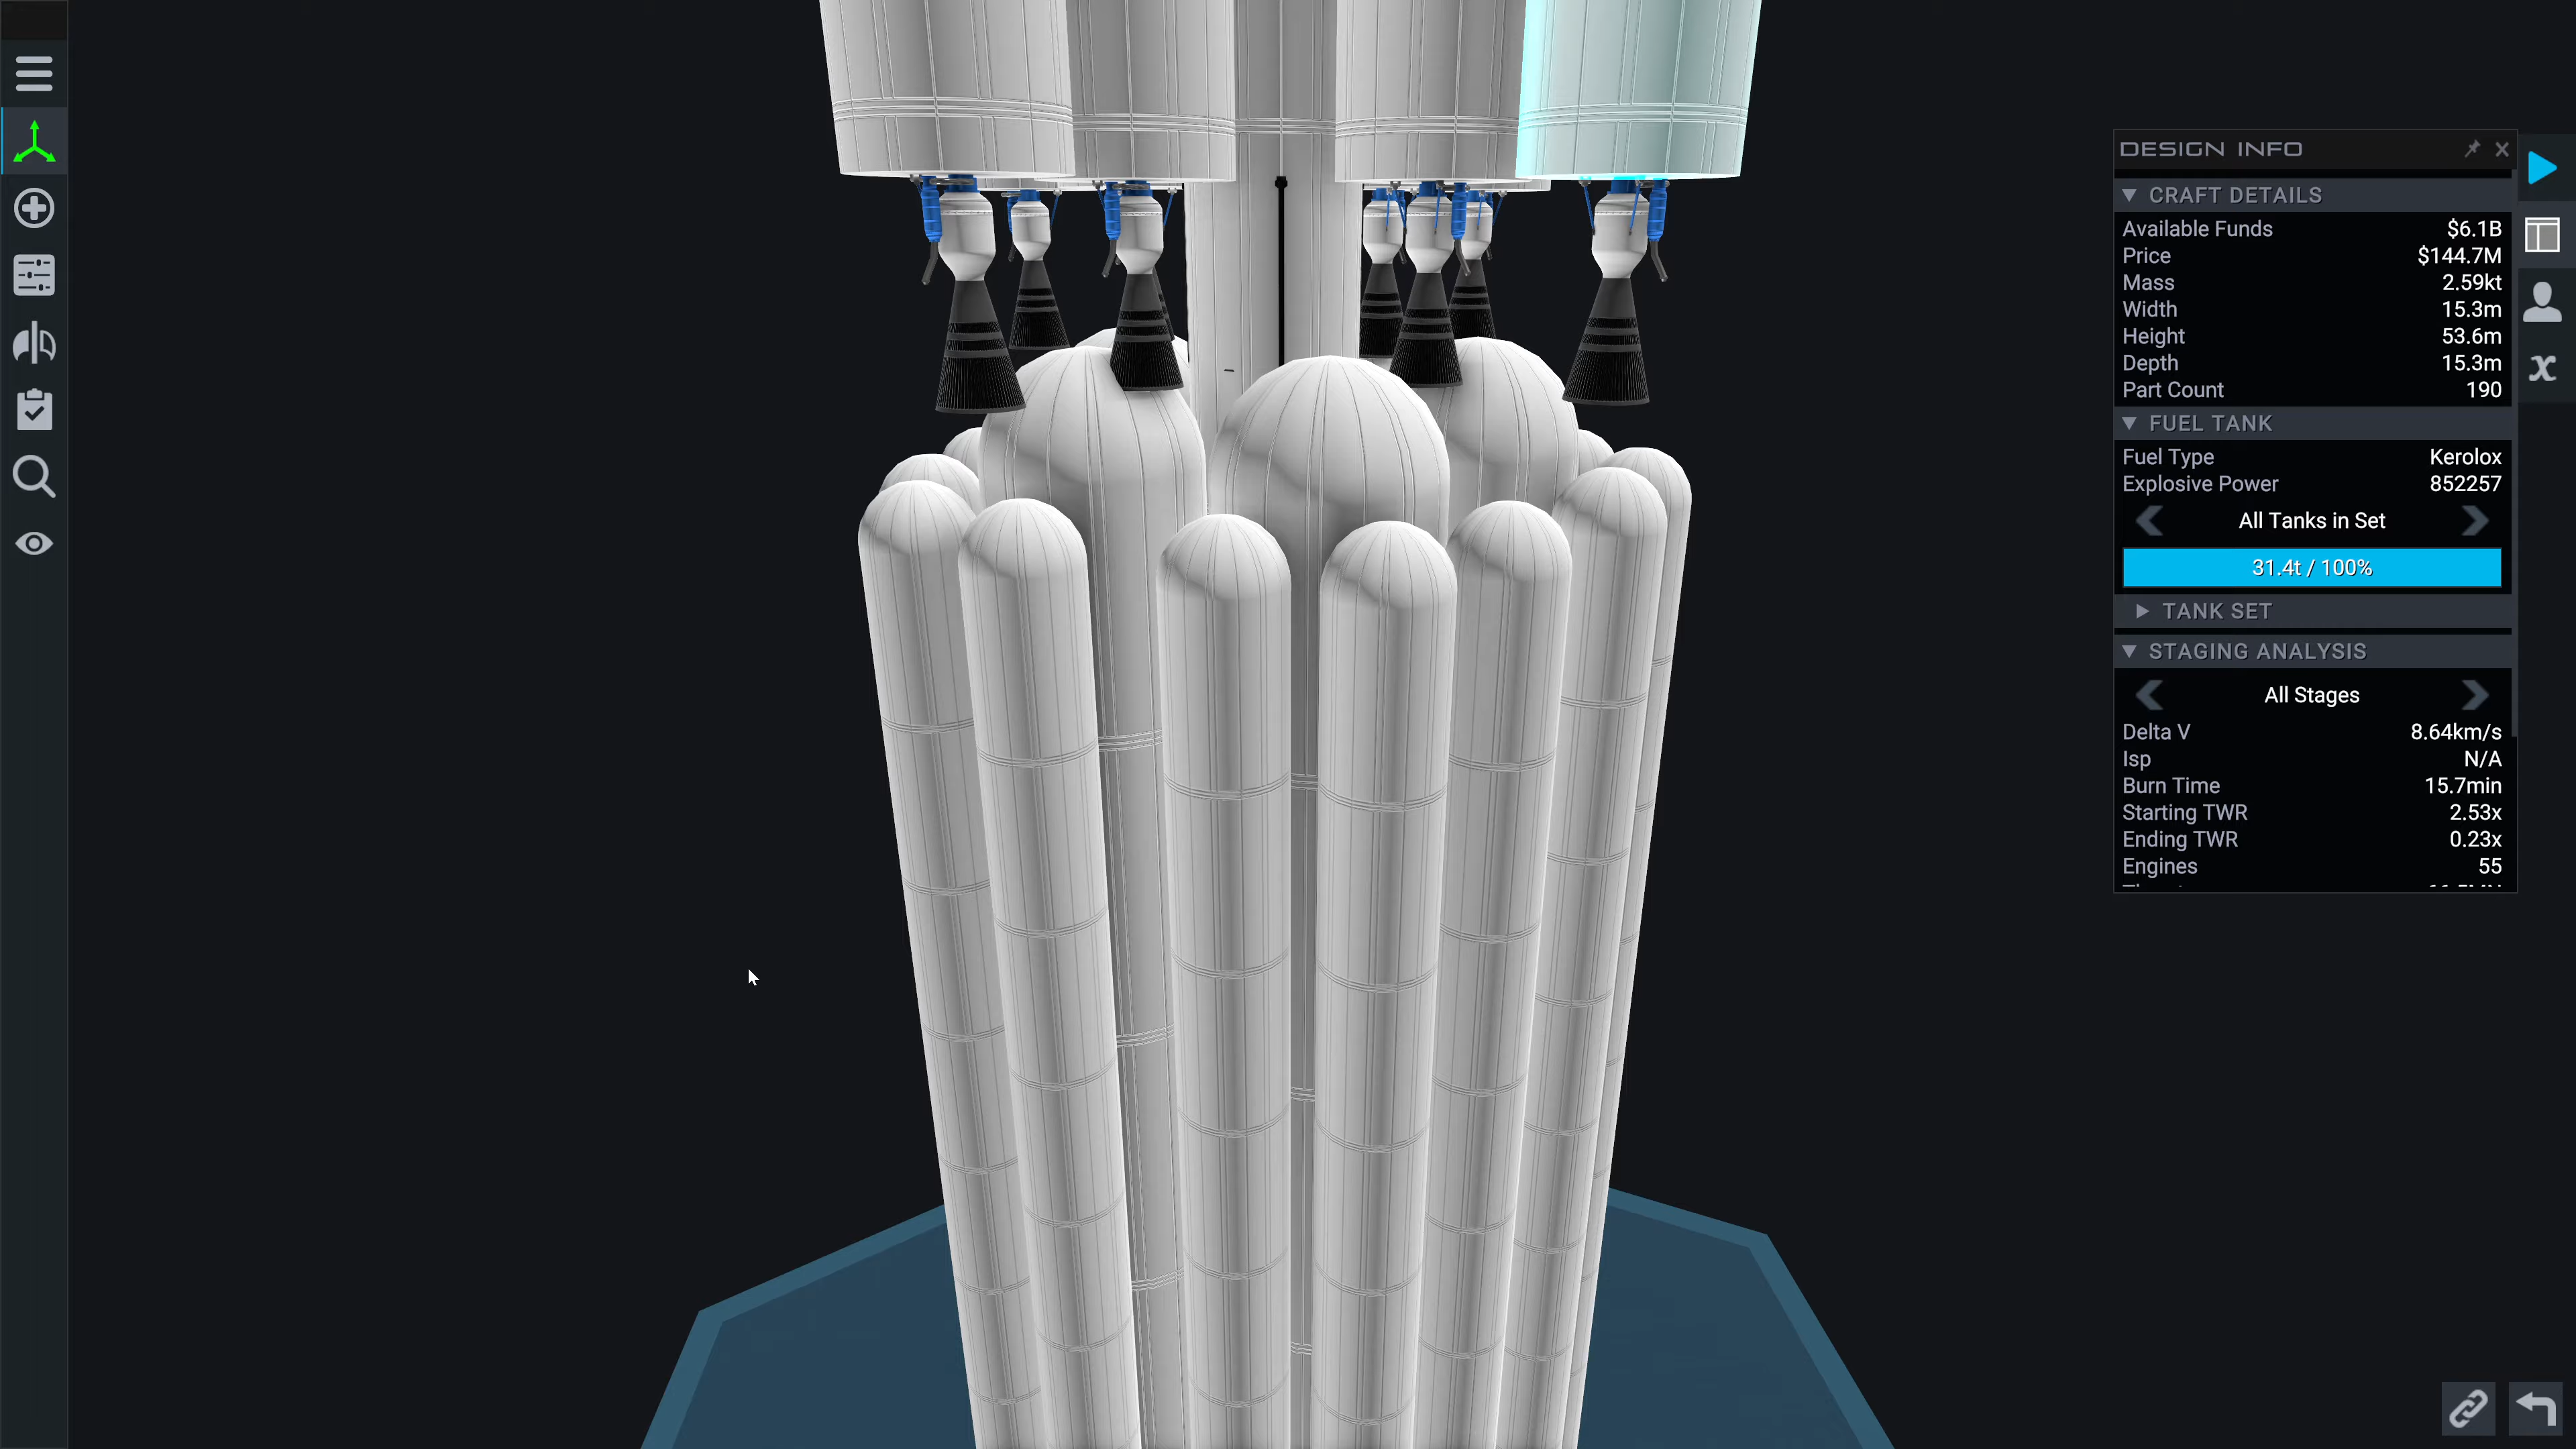 DESIGN INFO
CRAFT DETAILS
Available Funds $6.1B
Price $144.7M
Mass 2.59kt
Width 15.3m
Height 53.6m
Depth 15.3m
Part Count 190
FUEL TANK
Fuel Type Kerolox
Explosive Power 852257
All Tanks in Set
31.4t / 100%
TANK SET
STAGING ANALYSIS
All Stages
Delta V 8.64km/s
Isp N/A
Burn Time 15.7min
Starting TWR 2.53x
Ending TWR 0.23x
Engines 55